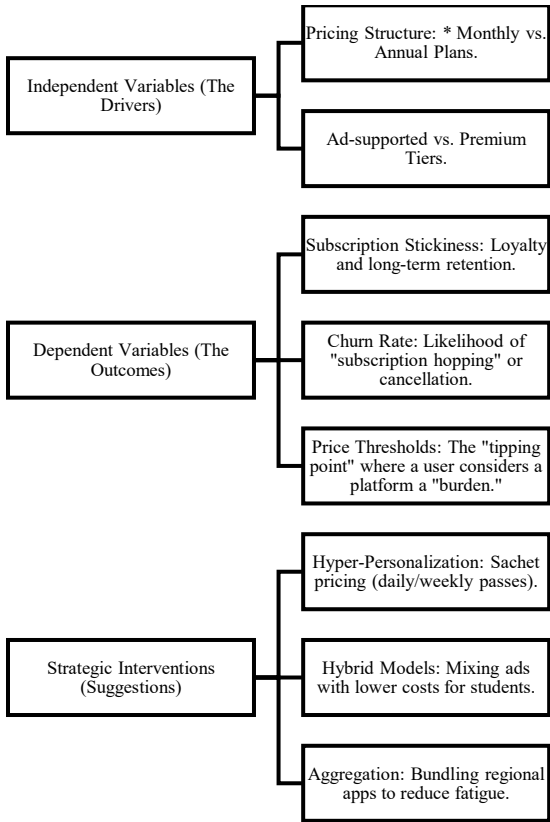 Independent Variables (The
Drivers)
Pricing Structure: * Monthly vs.
Annual Plans.
Ad-supported vs. Premium
Tiers.
Dependent Variables (The
Outcomes)
Subscription Stickiness: Loyalty
and long-term retention.
Churn Rate: Likelihood of
"subscription hopping" or
cancellation.
Price Thresholds: The "tipping
point" where a user considers a
platform a "burden."
Strategic Interventions
(Suggestions)
Hyper-Personalization: Sachet
pricing (daily/weekly passes).
Hybrid Models: Mixing ads
with lower costs for students.
Aggregation: Bundling regional
apps to reduce fatigue.